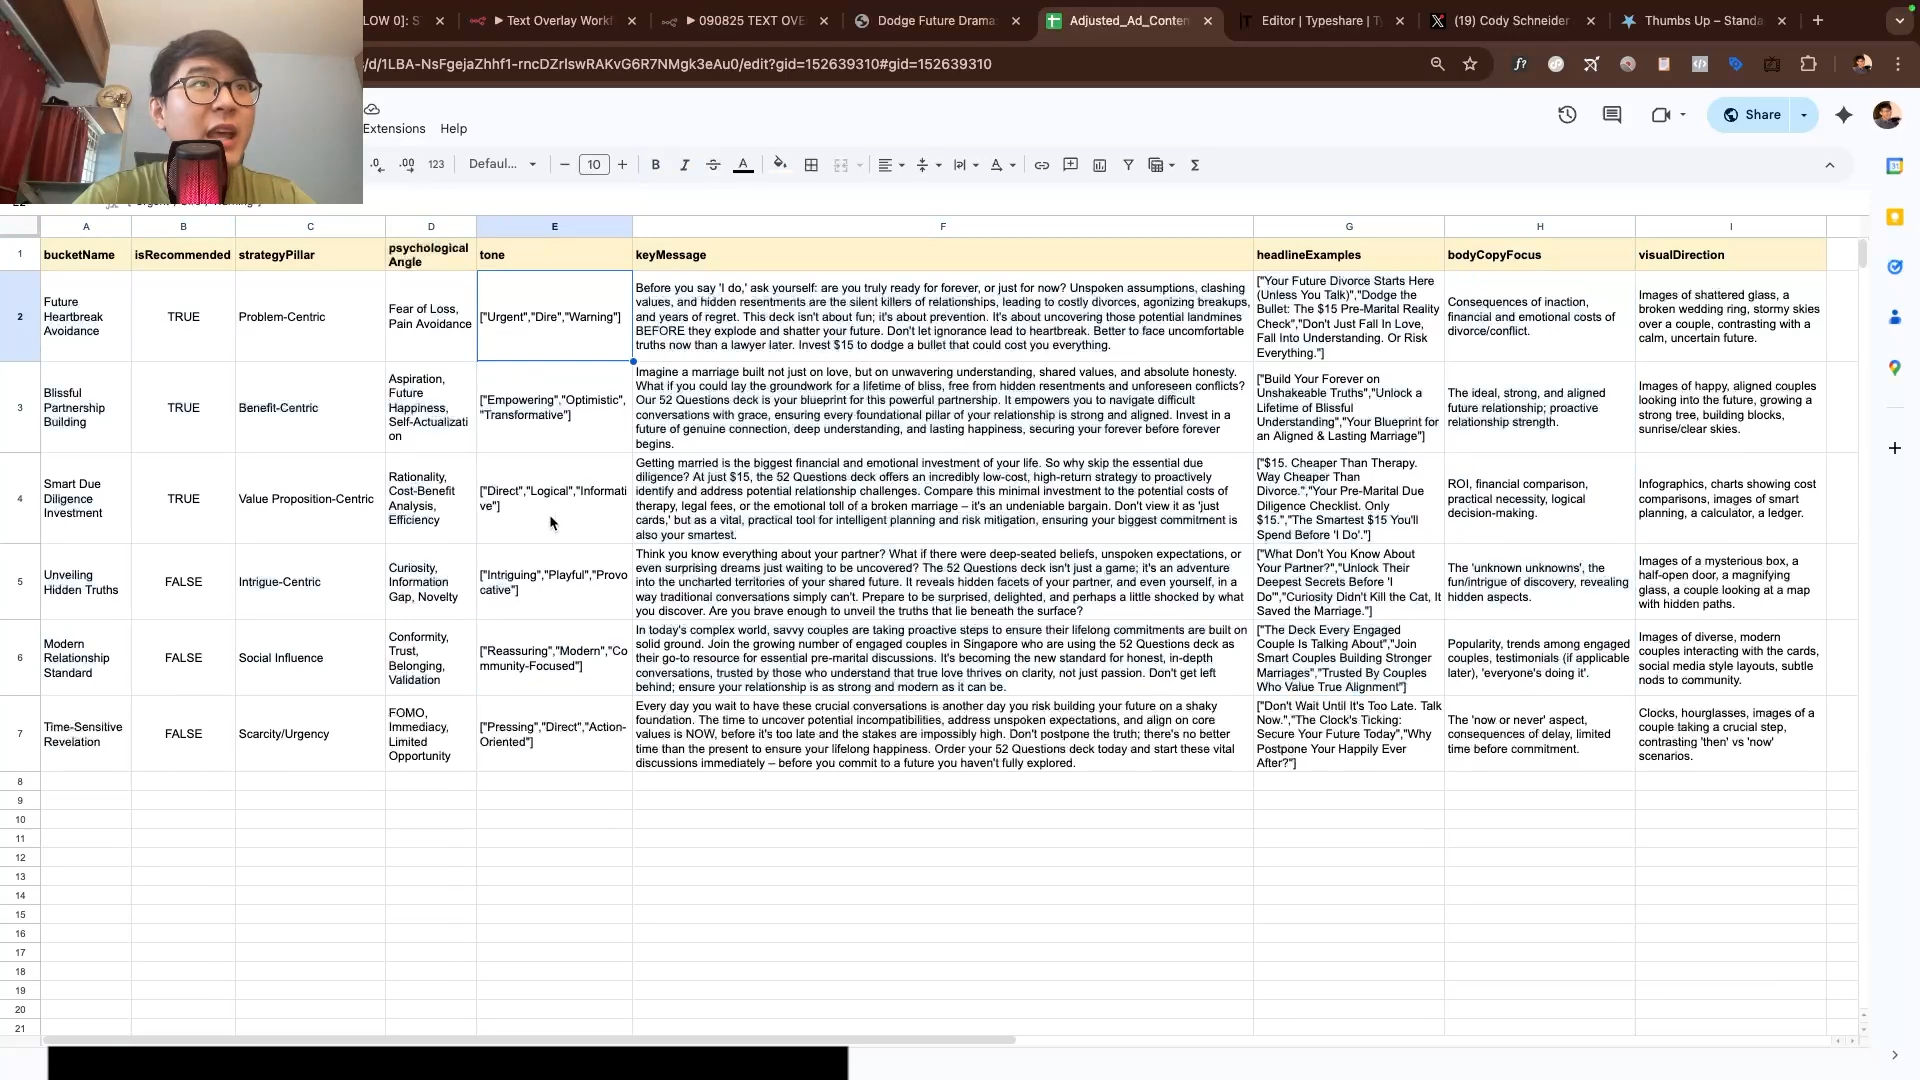 LOW 0]: S
▶ Text Overlay Workf
▶ 090825 TEXT OVE
Dodge Future Drama
Adjusted_Ad_Conten
Editor | Typeshare | T
(19) Cody Schneider
Thumbs Up – Standa
/d/1LBA-NsFgejaZhhf1-rncDZrIswRAKvG6R7NMgk3eAu0/edit?gid=152639310#gid=152639310
Extensions Help
Share
.0 .00 123 Defaul... 10 B I A
A B C D E F G H I
1
bucketName
isRecommended
strategyPillar
psychological
Angle
tone
keyMessage
headlineExamples
bodyCopyFocus
visualDirection
2
Future
Heartbreak
Avoidance
TRUE
Problem-Centric
Fear of Loss,
Pain Avoidance
["Urgent","Dire","Warning"]
Before you say 'I do,' ask yourself: are you truly ready for forever, or just for now? Unspoken assumptions, clashing
values, and hidden resentments are the silent killers of relationships, leading to costly divorces, agonizing breakups,
and years of regret. This deck isn't about fun; it's about prevention. It's about uncovering those potential landmines
BEFORE they explode and shatter your future. Don't let ignorance lead to heartbreak. Better to face uncomfortable
truths now than a lawyer later. Invest $15 to dodge a bullet that could cost you everything.
["Your Future Divorce Starts Here
(Unless You Talk)","Dodge the
Bullet: The $15 Pre-Marital Reality
Check","Don't Just Fall In Love,
Fall Into Understanding. Or Risk
Everything."]
Consequences of inaction,
financial and emotional costs of
divorce/conflict.
Images of shattered glass, a
broken wedding ring, stormy skies
over a couple, contrasting with a
calm, uncertain future.
3
Blissful
Partnership
Building
TRUE
Benefit-Centric
Aspiration,
Future
Happiness,
Self-Actualizati
on
["Empowering","Optimistic",
"Transformative"]
Imagine a marriage built not just on love, but on unwavering understanding, shared values, and absolute honesty.
What if you could lay the groundwork for a lifetime of bliss, free from hidden resentments and unforeseen conflicts?
Our 52 Questions deck is your blueprint for this powerful partnership. It empowers you to navigate difficult
conversations with grace, ensuring every foundational pillar of your relationship is strong and aligned. Invest in a
future of genuine connection, deep understanding, and lasting happiness, securing your forever before forever
begins.
["Build Your Forever on
Unshakeable Truths","Unlock a
Lifetime of Blissful
Understanding","Your Blueprint for
an Aligned & Lasting Marriage"]
The ideal, strong, and aligned
future relationship; proactive
relationship strength.
Images of happy, aligned couples
looking into the future, growing a
strong tree, building blocks,
sunrise/clear skies.
4
Smart Due
Diligence
Investment
TRUE
Value Proposition-Centric
Rationality,
Cost-Benefit
Analysis,
Efficiency
["Direct","Logical","Informati
ve"]
Getting married is the biggest financial and emotional investment of your life. So why skip the essential due
diligence? At just $15, the 52 Questions deck offers an incredibly low-cost, high-return strategy to proactively
identify and address potential relationship challenges. Compare this minimal investment to the potential costs of
therapy, legal fees, or the emotional toll of a broken marriage – it's an undeniable bargain. Don't view it as 'just
cards,' but as a vital, practical tool for intelligent planning and risk mitigation, ensuring your biggest commitment is
also your smartest.
["$15. Cheaper Than Therapy.
Way Cheaper Than
Divorce.","Your Pre-Marital Due
Diligence Checklist. Only
$15.","The Smartest $15 You'll
Spend Before 'I Do'."]
ROI, financial comparison,
practical necessity, logical
decision-making.
Infographics, charts showing cost
comparisons, images of smart
planning, a calculator, a ledger.
5
Unveiling
Hidden Truths
FALSE
Intrigue-Centric
Curiosity,
Information
Gap, Novelty
["Intriguing","Playful","Provo
cative"]
Think you know everything about your partner? What if there were deep-seated beliefs, unspoken expectations, or
even surprising dreams just waiting to be uncovered? The 52 Questions deck isn't just a game; it's an adventure
into the uncharted territories of your shared future. It reveals hidden facets of your partner, and even yourself, in a
way traditional conversations simply can't. Prepare to be surprised, delighted, and perhaps a little shocked by what
you discover. Are you brave enough to unveil the truths that lie beneath the surface?
["What Don't You Know About
Your Partner?","Unlock Their
Deepest Secrets Before 'I
Do'","Curiosity Didn't Kill the Cat, It
Saved the Marriage."]
The 'unknown unknowns', the
fun/intrigue of discovery, revealing
hidden aspects.
Images of a mysterious box, a
half-open door, a magnifying
glass, a couple looking at a map
with hidden paths.
6
Modern
Relationship
Standard
FALSE
Social Influence
Conformity,
Trust,
Belonging,
Validation
["Reassuring","Modern","Co
mmunity-Focused"]
In today's complex world, savvy couples are taking proactive steps to ensure their lifelong commitments are built on
solid ground. Join the growing number of engaged couples in Singapore who are using the 52 Questions deck as
their go-to resource for essential pre-marital discussions. It's becoming the new standard for honest, in-depth
conversations, trusted by those who understand that true love thrives on clarity, not just passion. Don't get left
behind; ensure your relationship is as strong and modern as it can be.
["The Deck Every Engaged
Couple Is Talking About","Join
Smart Couples Building Stronger
Marriages","Trusted By Couples
Who Value True Alignment"]
Popularity, trends among engaged
couples, testimonials (if applicable
later), 'everyone's doing it'.
Images of diverse, modern
couples interacting with the cards,
social media style layouts, subtle
nods to community.
7
Time-Sensitive
Revelation
FALSE
Scarcity/Urgency
FOMO,
Immediacy,
Limited
Opportunity
["Pressing","Direct","Action-
Oriented"]
Every day you wait to have these crucial conversations is another day you risk building your future on a shaky
foundation. The time to uncover potential incompatibilities, address unspoken expectations, and align on core
values is NOW, before it's too late and the stakes are impossibly high. Don't postpone the truth; there's no better
time than the present to ensure your lifelong happiness. Order your 52 Questions deck today and start these vital
discussions immediately – before you commit to a future you haven't fully explored.
["Don't Wait Until It's Too Late. Talk
Now.","The Clock's Ticking:
Secure Your Future Today","Why
Postpone Your Happily Ever
After?"]
The 'now or never' aspect,
consequences of delay, limited
time before commitment.
Clocks, hourglasses, images of a
couple taking a crucial step,
contrasting 'then' vs 'now'
scenarios.
8
9
10
11
12
13
14
15
16
17
18
19
20
21